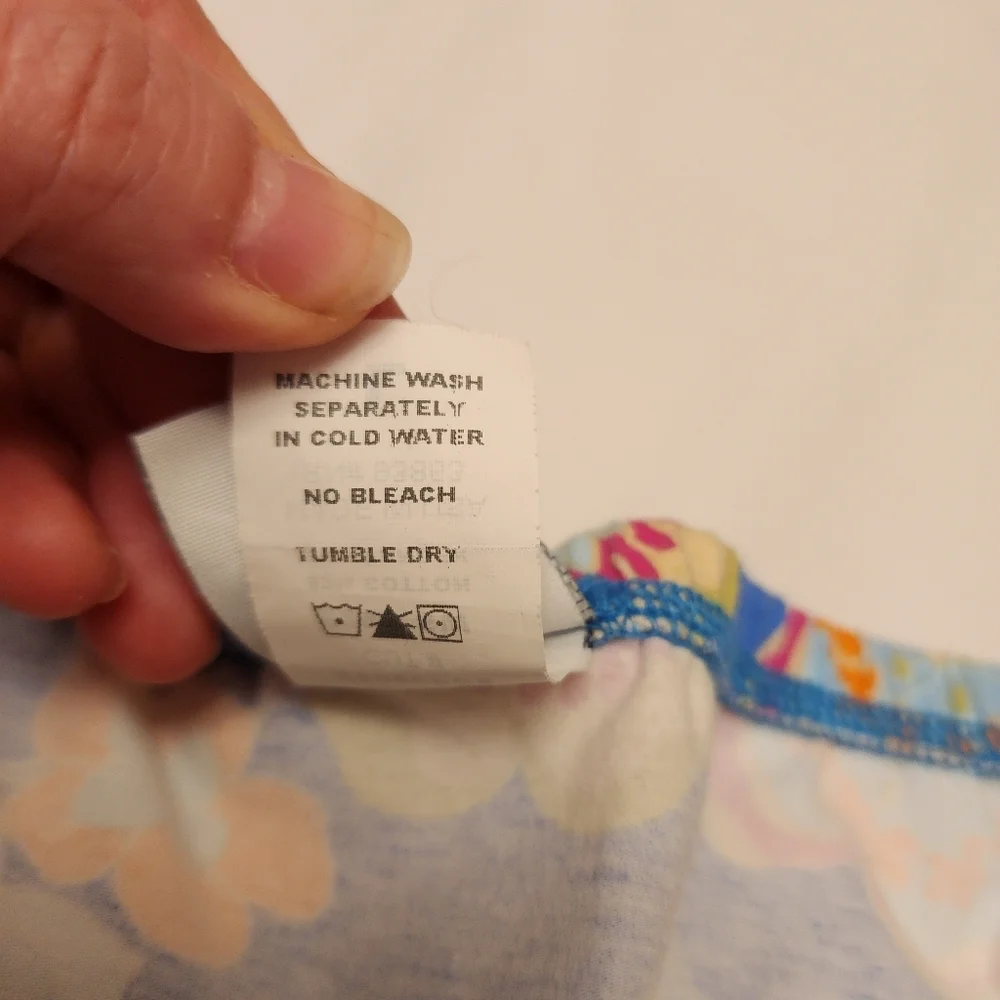 MACHINE WASH
SEPARATELY
IN COLD WATER
NO BLEACH
TUMBLE DRY